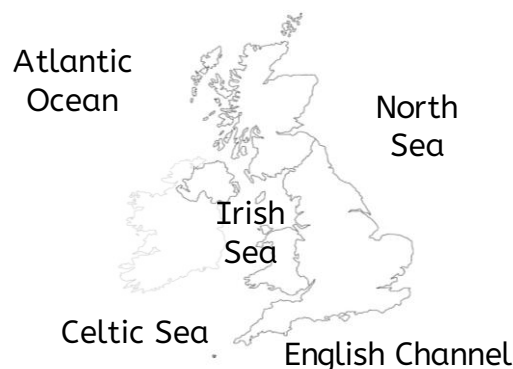 Atlantic
Ocean
North
Sea
Irish
Sea
Celtic Sea
English Channel